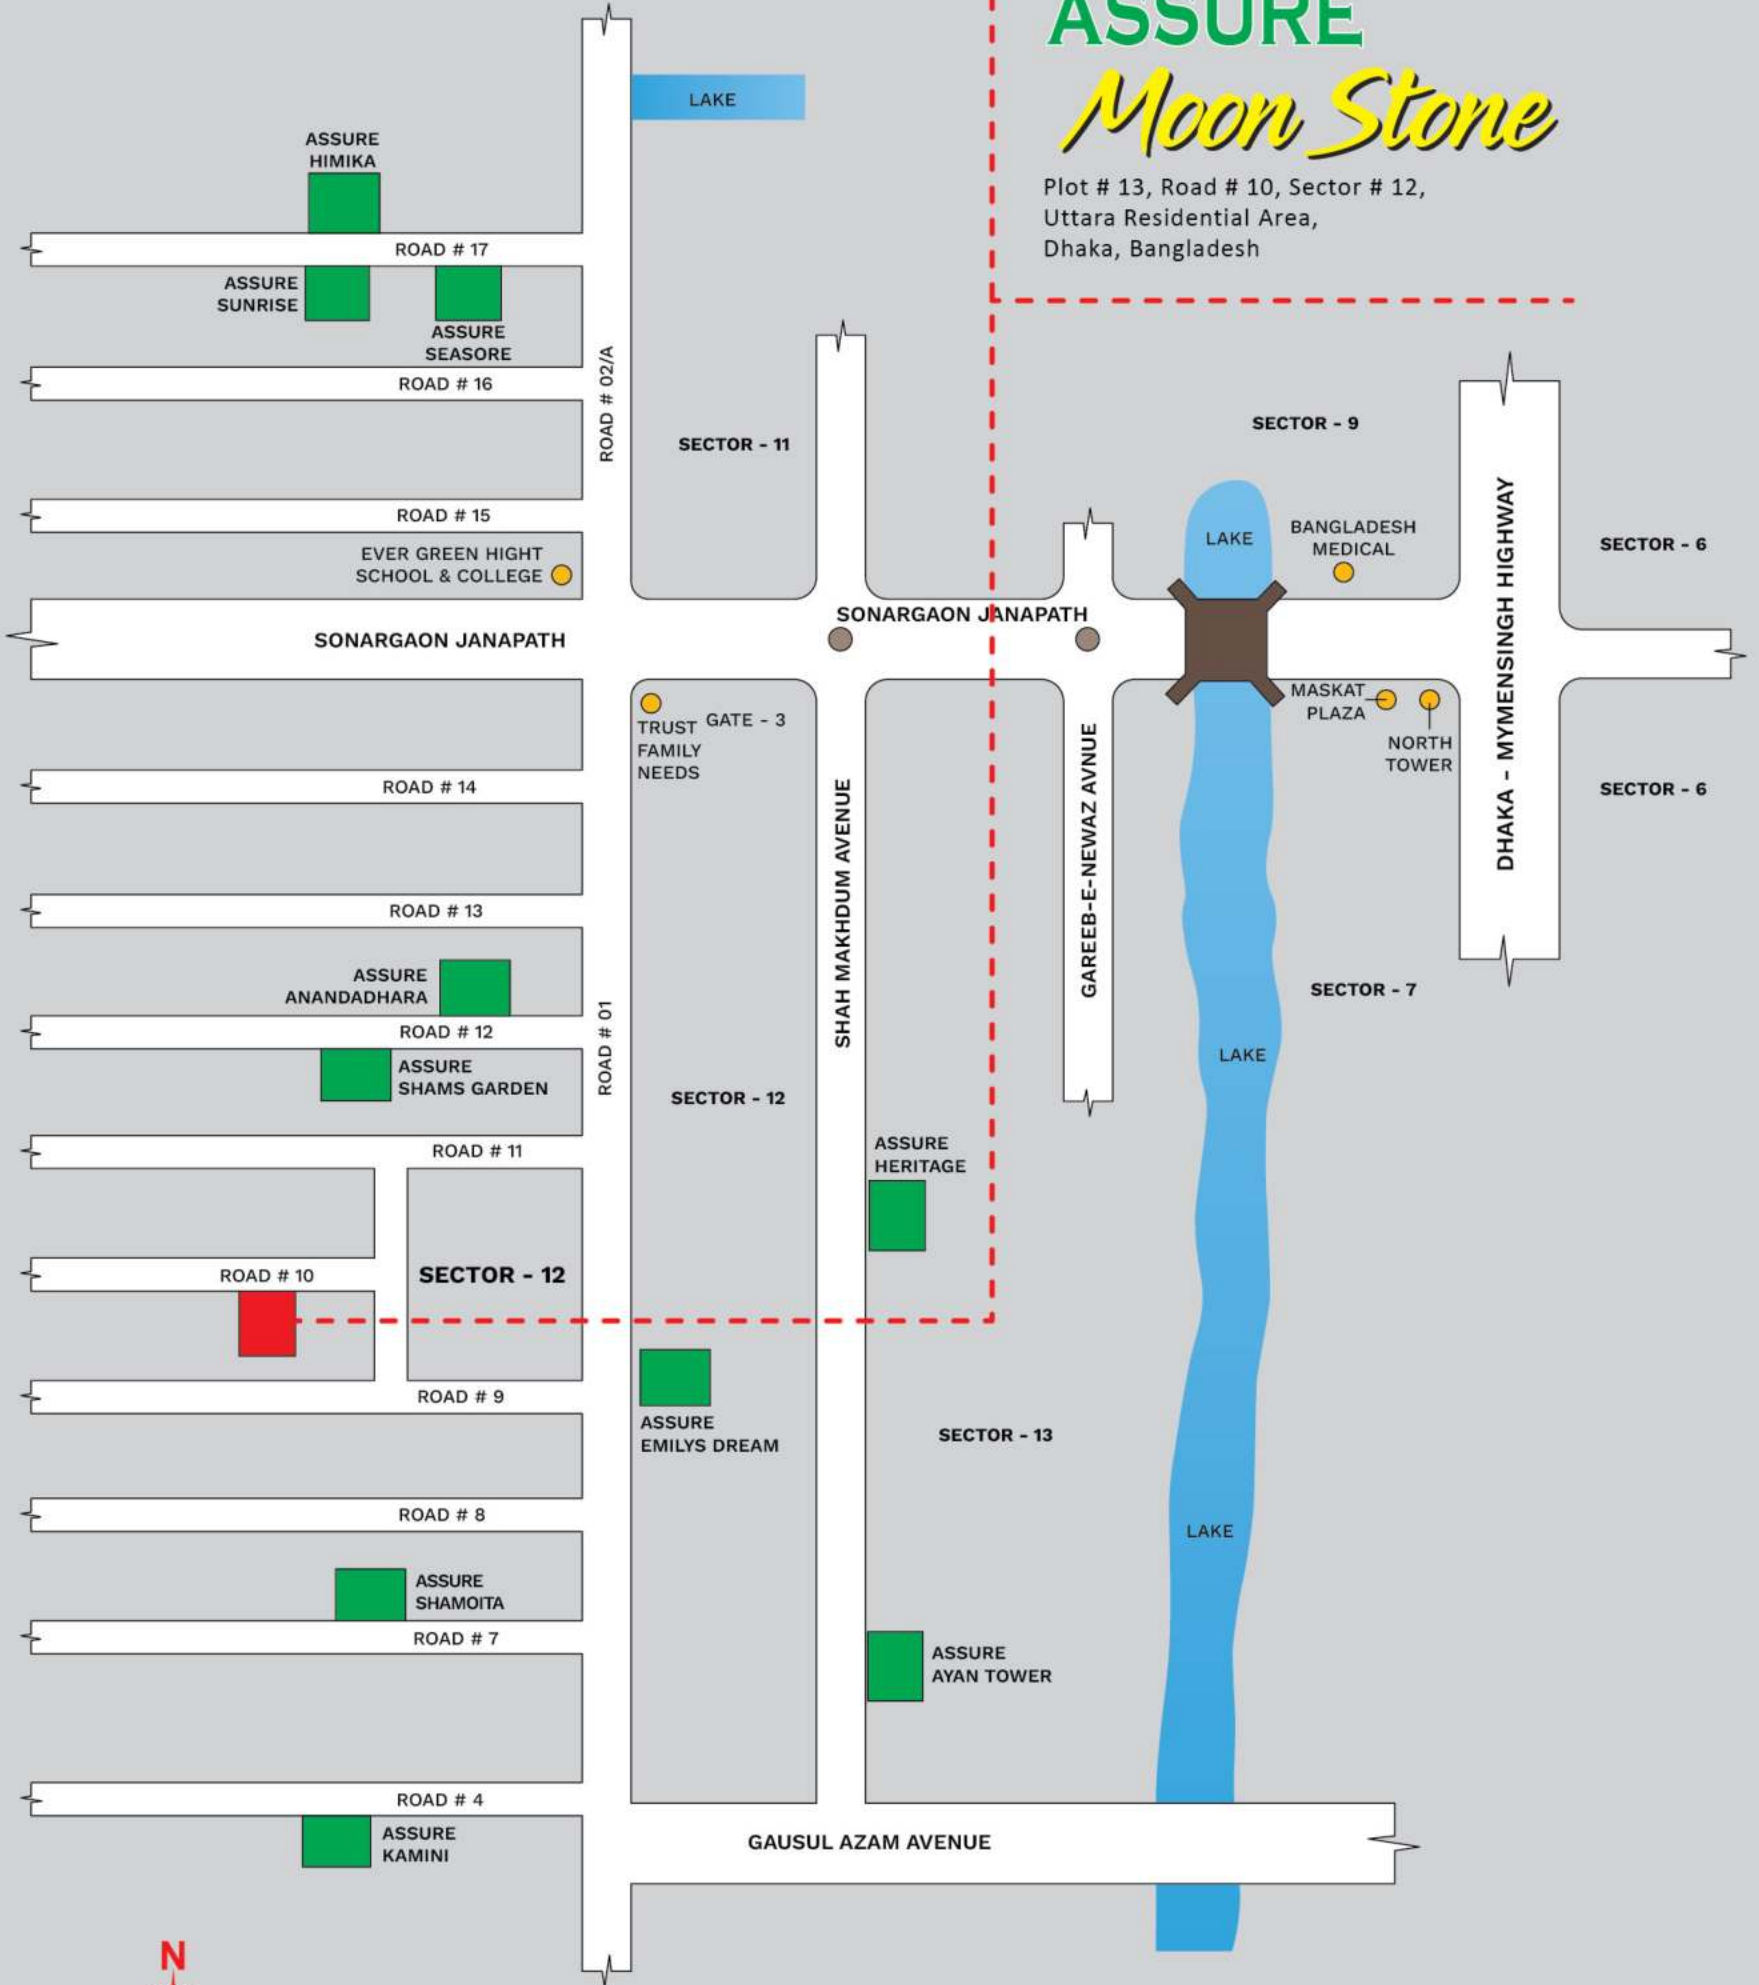 ASSURE
Moon Stone
Plot # 13, Road # 10, Sector # 12,
Uttara Residential Area,
Dhaka, Bangladesh
LAKE
ASSURE
HIMIKA
ROAD # 17
ASSURE
SUNRISE
ASSURE
SEASORE
ROAD # 16
ROAD # 02/A
SECTOR - 11
SECTOR - 9
ROAD # 15
EVER GREEN HIGHT
SCHOOL & COLLEGE
LAKE
BANGLADESH
MEDICAL
DHAKA - MYMENSINGH HIGHWAY
SECTOR - 6
SONARGAON JANAPATH
SONARGAON JANAPATH
TRUST
FAMILY
NEEDS
GATE - 3
MASKAT
PLAZA
NORTH
TOWER
SECTOR - 6
ROAD # 14
SHAH MAKHDUM AVENUE
GAREEB-E-NEWAZ AVNUE
ROAD # 13
ASSURE
ANANDADHARA
SECTOR - 7
ROAD # 12
ROAD # 01
LAKE
ASSURE
SHAMS GARDEN
SECTOR - 12
ROAD # 11
ASSURE
HERITAGE
ROAD # 10
SECTOR - 12
ROAD # 9
ASSURE
EMILYS DREAM
SECTOR - 13
ROAD # 8
LAKE
ASSURE
SHAMOITA
ROAD # 7
ASSURE
AYAN TOWER
ROAD # 4
ASSURE
KAMINI
GAUSUL AZAM AVENUE
N